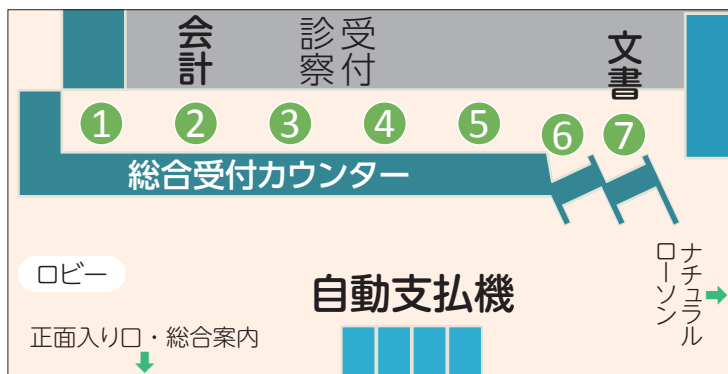 会計
診察
受付
文書
1
2
3
4
5
6
7
総合受付カウンター
ロビー
自動支払機
ナチュラル
ローソン
正面入り口・総合案内